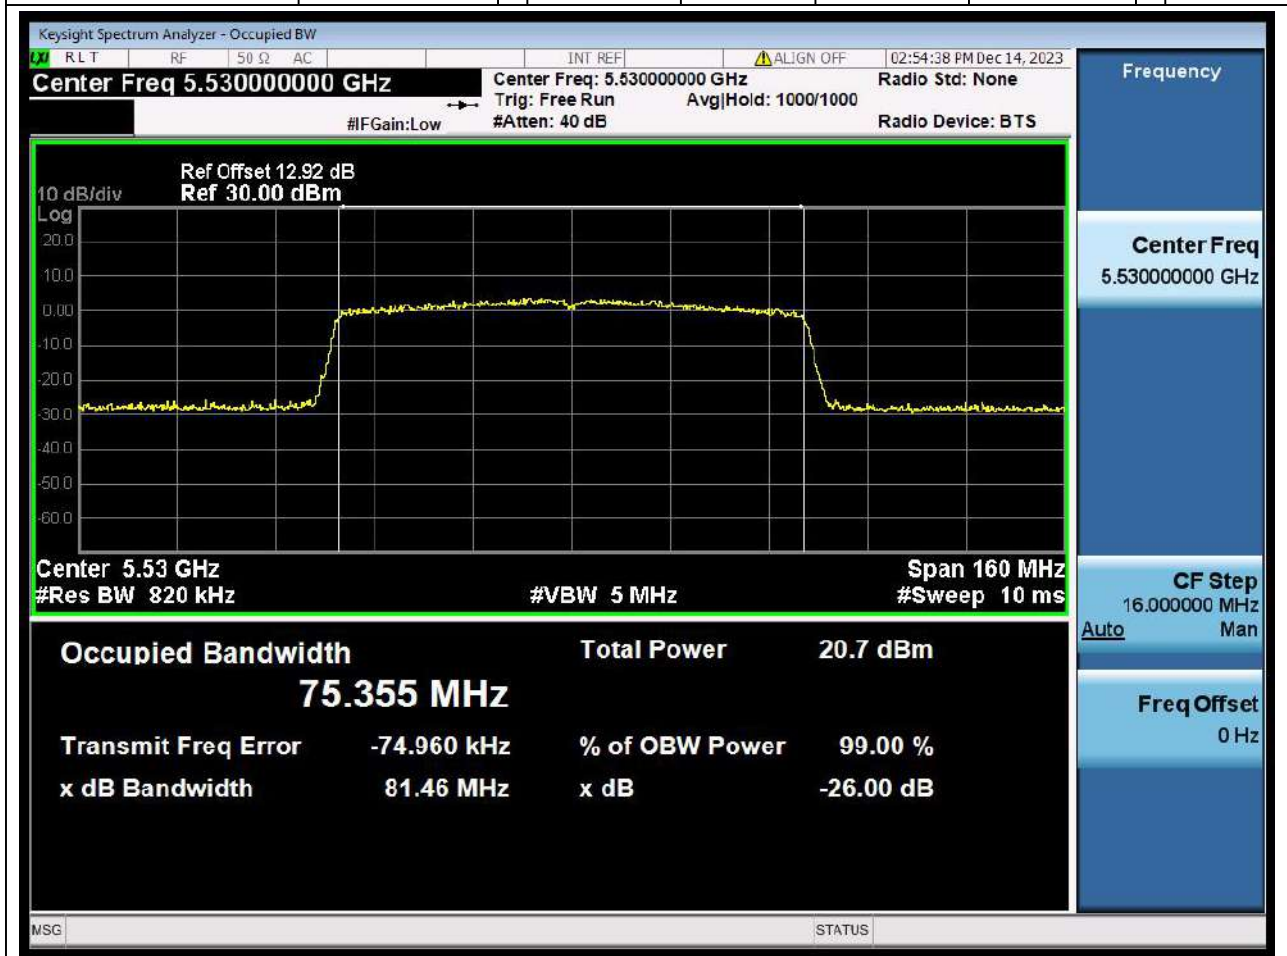 Keysight Spectrum Analyzer - Occupied BW
LXI RLT RF 50 Ω AC INT REF ALIGN OFF 02:54:38 PM Dec 14, 2023
Center Freq 5.530000000 GHz
Center Freq: 5.530000000 GHz Radio Std: None
Trig: Free Run Avg|Hold: 1000/1000
#IFGain:Low #Atten: 40 dB Radio Device: BTS
Ref Offset 12.92 dB
10 dB/div Ref 30.00 dBm
Log
20.0
10.0
0.00
-10.0
-20.0
-30.0
-40.0
-50.0
-60.0
Center 5.53 GHz Span 160 MHz
#Res BW 820 kHz #VBW 5 MHz #Sweep 10 ms
Occupied Bandwidth Total Power 20.7 dBm
75.355 MHz
Transmit Freq Error -74.960 kHz % of OBW Power 99.00 %
x dB Bandwidth 81.46 MHz x dB -26.00 dB
MSG STATUS
Frequency
Center Freq
5.530000000 GHz
CF Step
16.000000 MHz
Auto Man
Freq Offset
0 Hz